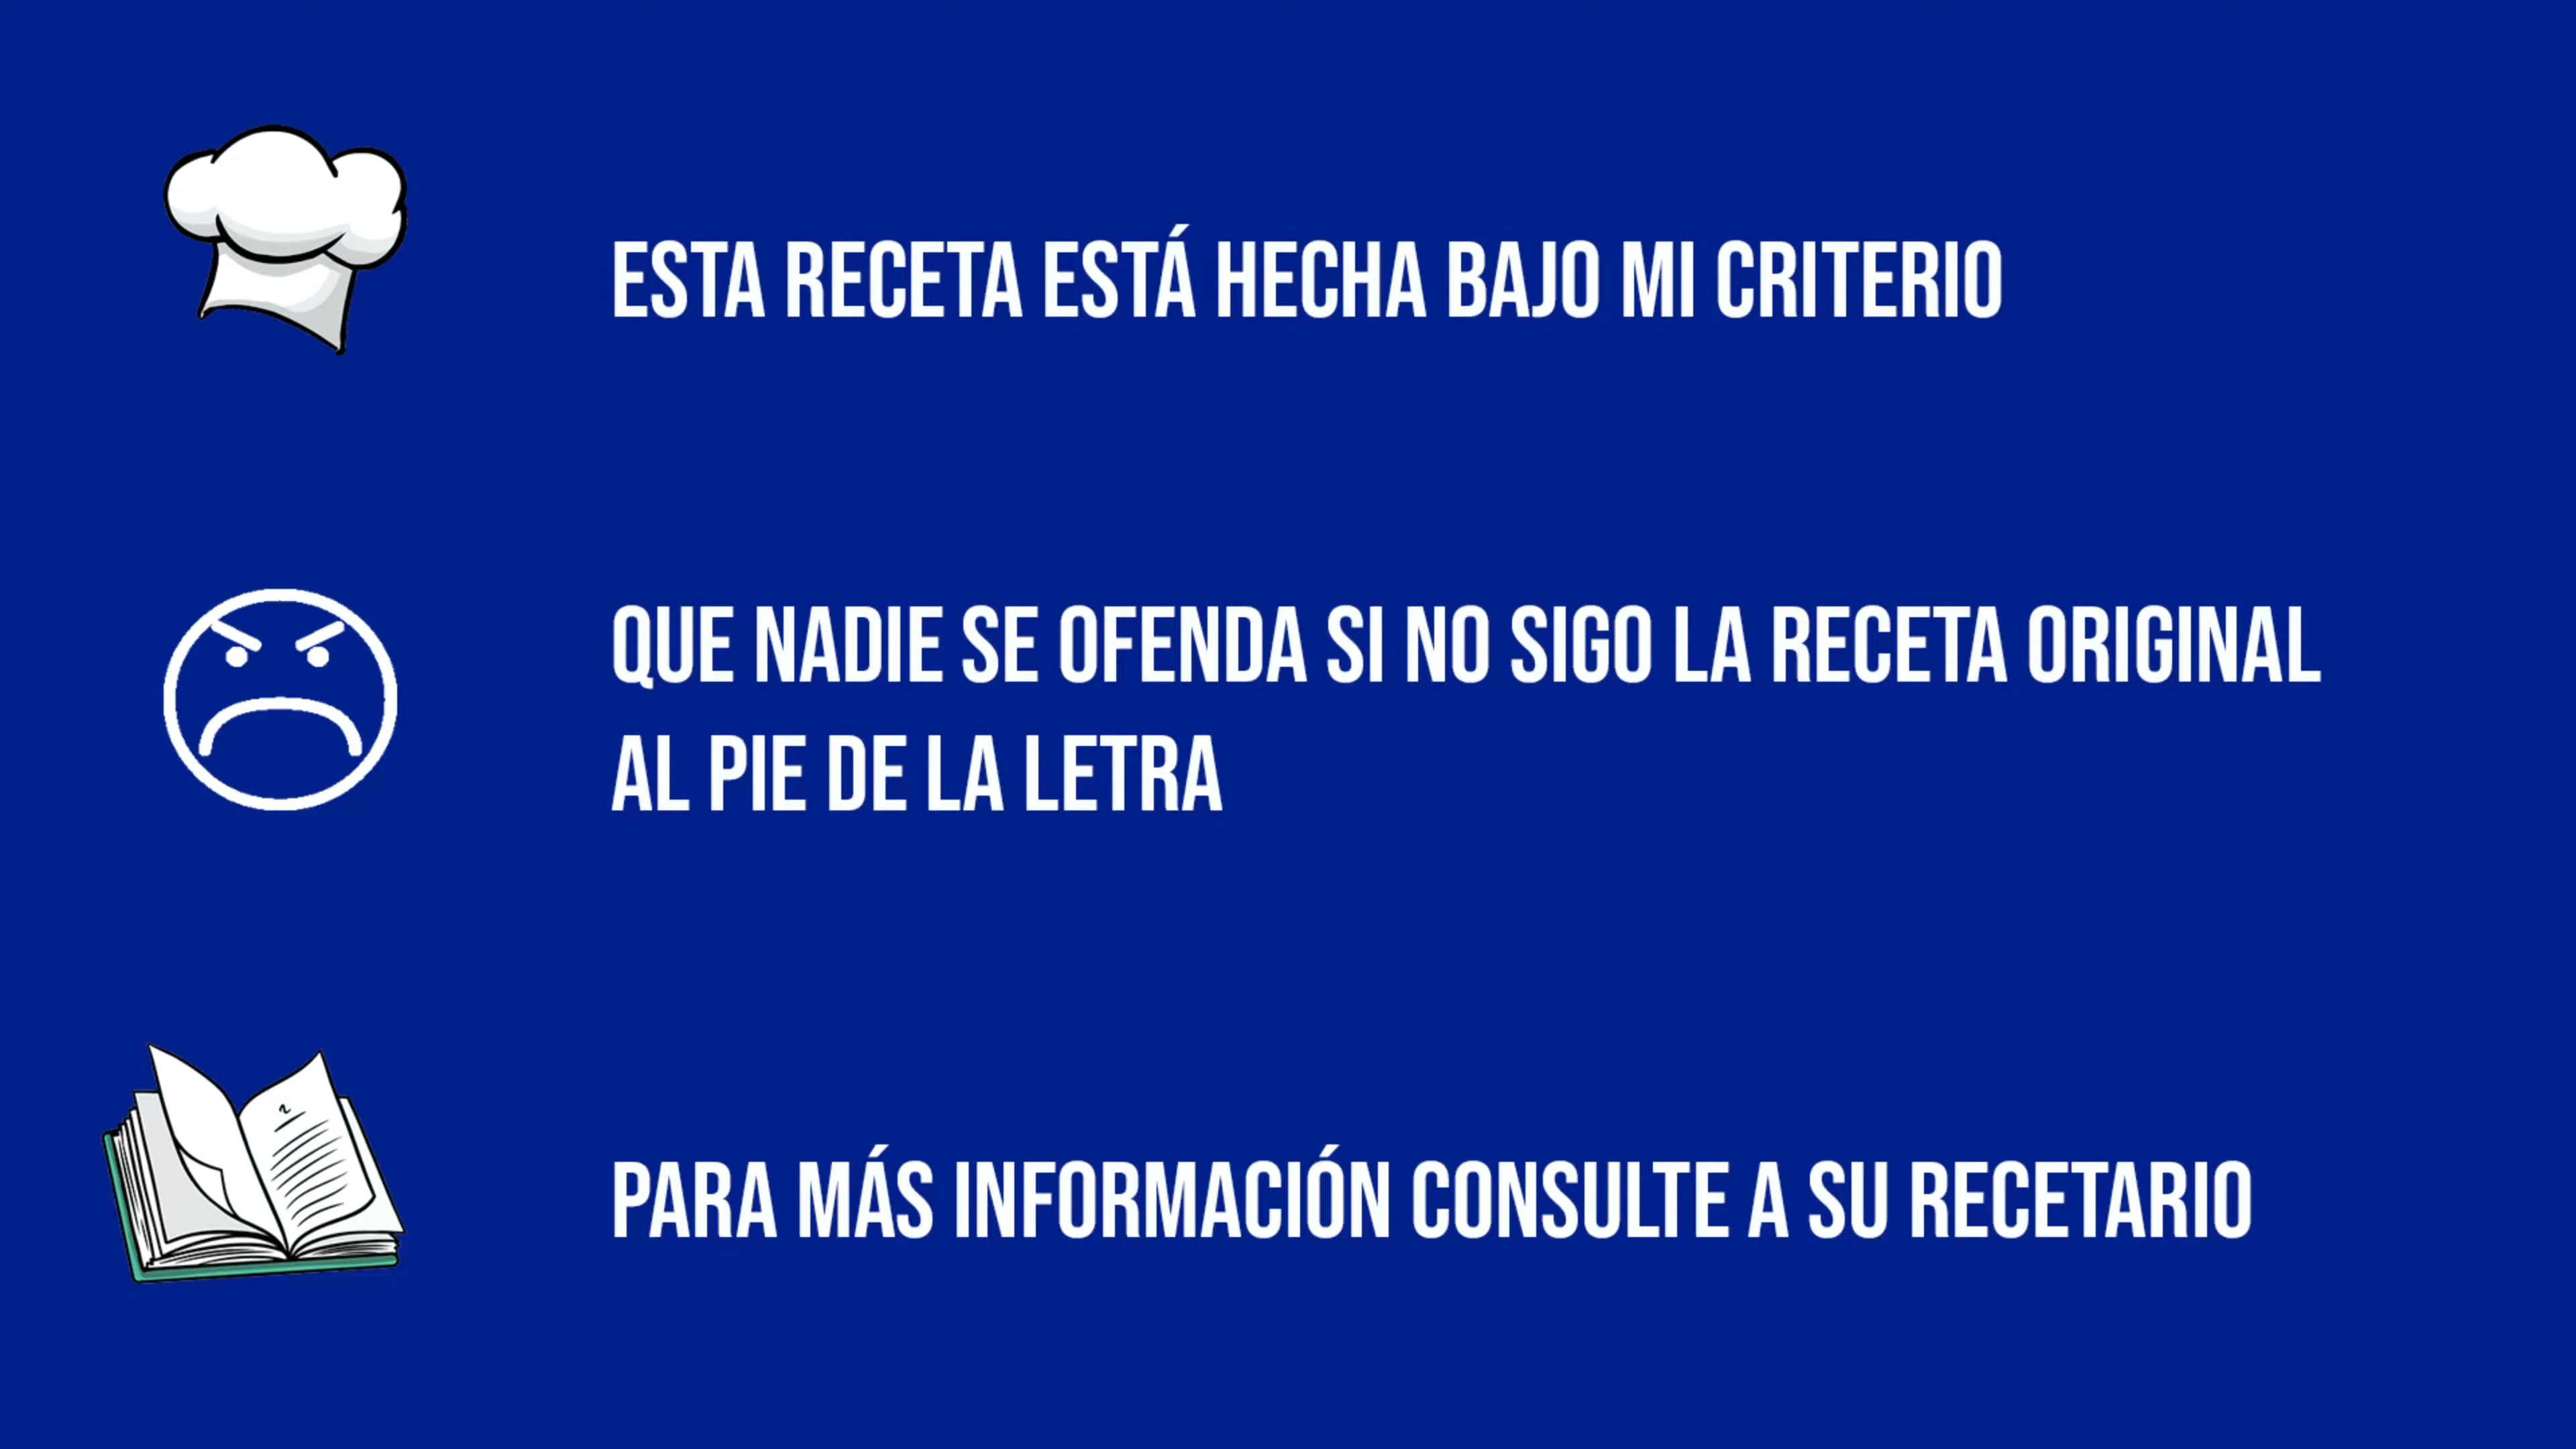 ESTA RECETA ESTÁ HECHA BAJO MI CRITERIO
QUE NADIE SE OFENDA SI NO SIGO LA RECETA ORIGINAL
AL PIE DE LA LETRA
PARA MÁS INFORMACIÓN CONSULTE A SU RECETARIO